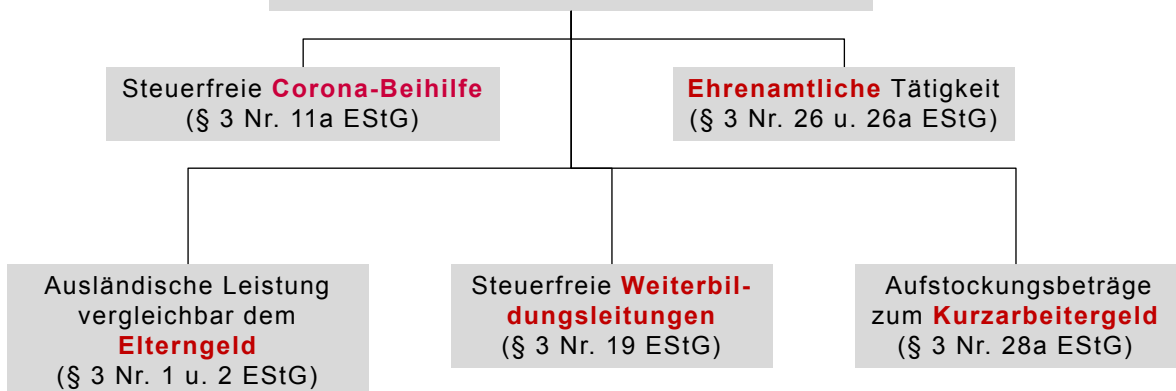 Steuerfreie Corona-Beihilfe
(§ 3 Nr. 11a EStG)
Ehrenamtliche Tätigkeit
(§ 3 Nr. 26 u. 26a EStG)
Ausländische Leistung
vergleichbar dem
Elterngeld
(§ 3 Nr. 1 u. 2 EStG)
Steuerfreie Weiterbil-
dungsleitungen
(§ 3 Nr. 19 EStG)
Aufstockungsbeträge
zum Kurzarbeitergeld
(§ 3 Nr. 28a EStG)